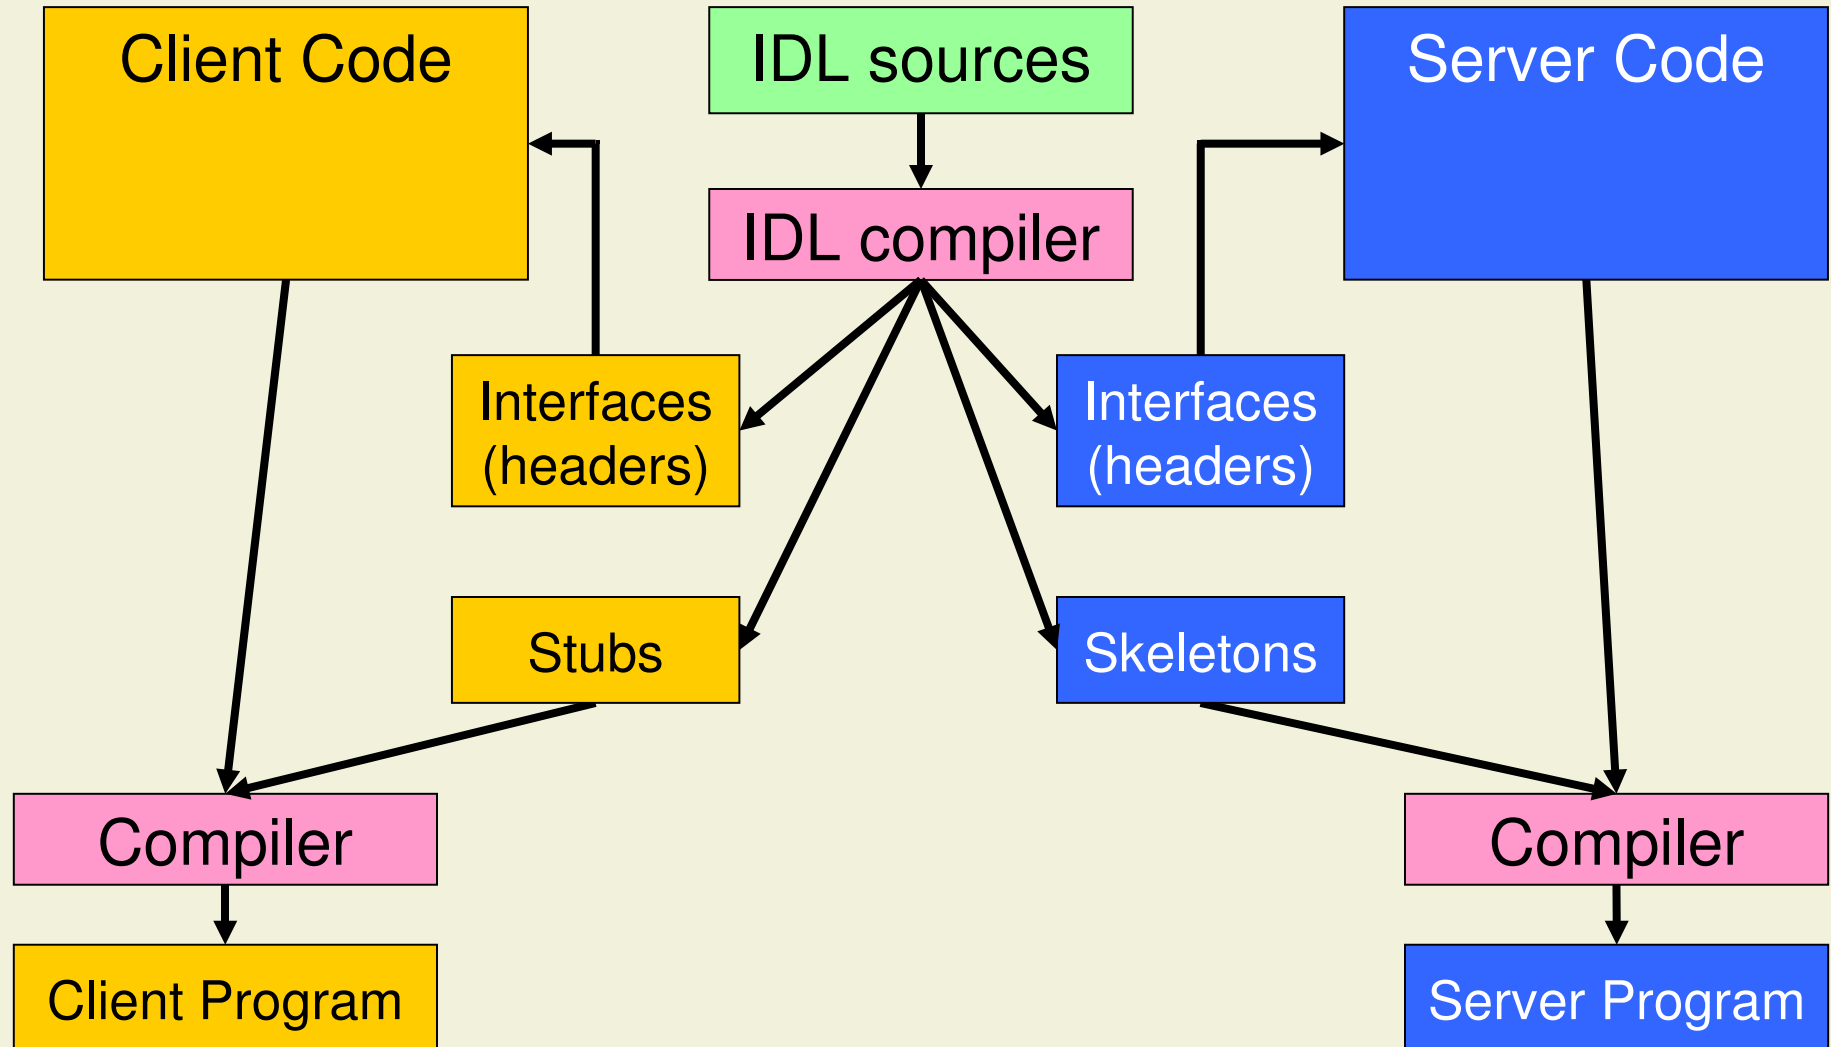 Client Code
IDL sources
Server Code
IDL compiler
Interfaces
(headers)
Interfaces
(headers)
Stubs
Skeletons
Compiler
Compiler
Client Program
Server Program